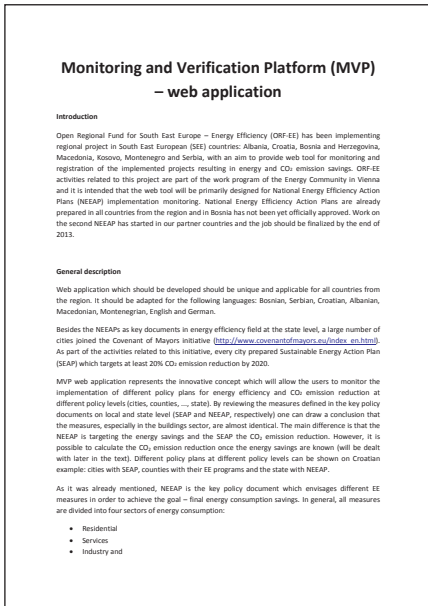 Monitoring and Verification Platform (MVP)
– web application
Introduction
Open Regional Fund for South East Europe – Energy Efficiency (ORF-EE) has been implementing
regional project in South East European (SEE) countries: Albania, Croatia, Bosnia and Herzegovina,
Macedonia, Kosovo, Montenegro and Serbia, with an aim to provide web tool for monitoring and
registration of the implemented projects resulting in energy and CO₂ emission savings. ORF-EE
activities related to this project are part of the work program of the Energy Community in Vienna
and it is intended that the web tool will be primarily designed for National Energy Efficiency Action
Plans (NEEAP) implementation monitoring. National Energy Efficiency Action Plans are already
prepared in all countries from the region and in Bosnia has not been yet officially approved. Work on
the second NEEAP has started in our partner countries and the job should be finalized by the end of
2013.
General description
Web application which should be developed should be unique and applicable for all countries from
the region. It should be adapted for the following languages: Bosnian, Serbian, Croatian, Albanian,
Macedonian, Montenegrian, English and German.
Besides the NEEAPs as key documents in energy efficiency field at the state level, a large number of
cities joined the Covenant of Mayors initiative (http://www.covenantofmayors.eu/index_en.html).
As part of the activities related to this initiative, every city prepared Sustainable Energy Action Plan
(SEAP) which targets at least 20% CO₂ emission reduction by 2020.
MVP web application represents the innovative concept which will allow the users to monitor the
implementation of different policy plans for energy efficiency and CO₂ emission reduction at
different policy levels (cities, counties, ..., state). By reviewing the measures defined in the key policy
documents on local and state level (SEAP and NEEAP, respectively) one can draw a conclusion that
the measures, especially in the buildings sector, are almost identical. The main difference is that the
NEEAP is targeting the energy savings and the SEAP the CO₂ emission reduction. However, it is
possible to calculate the CO₂ emission reduction once the energy savings are known (will be dealt
with later in the text). Different policy plans at different policy levels can be shown on Croatian
example: cities with SEAP, counties with their EE programs and the state with NEEAP.
As it was already mentioned, NEEAP is the key policy document which envisages different EE
measures in order to achieve the goal – final energy consumption savings. In general, all measures
are divided into four sectors of energy consumption:
• Residential
• Services
• Industry and